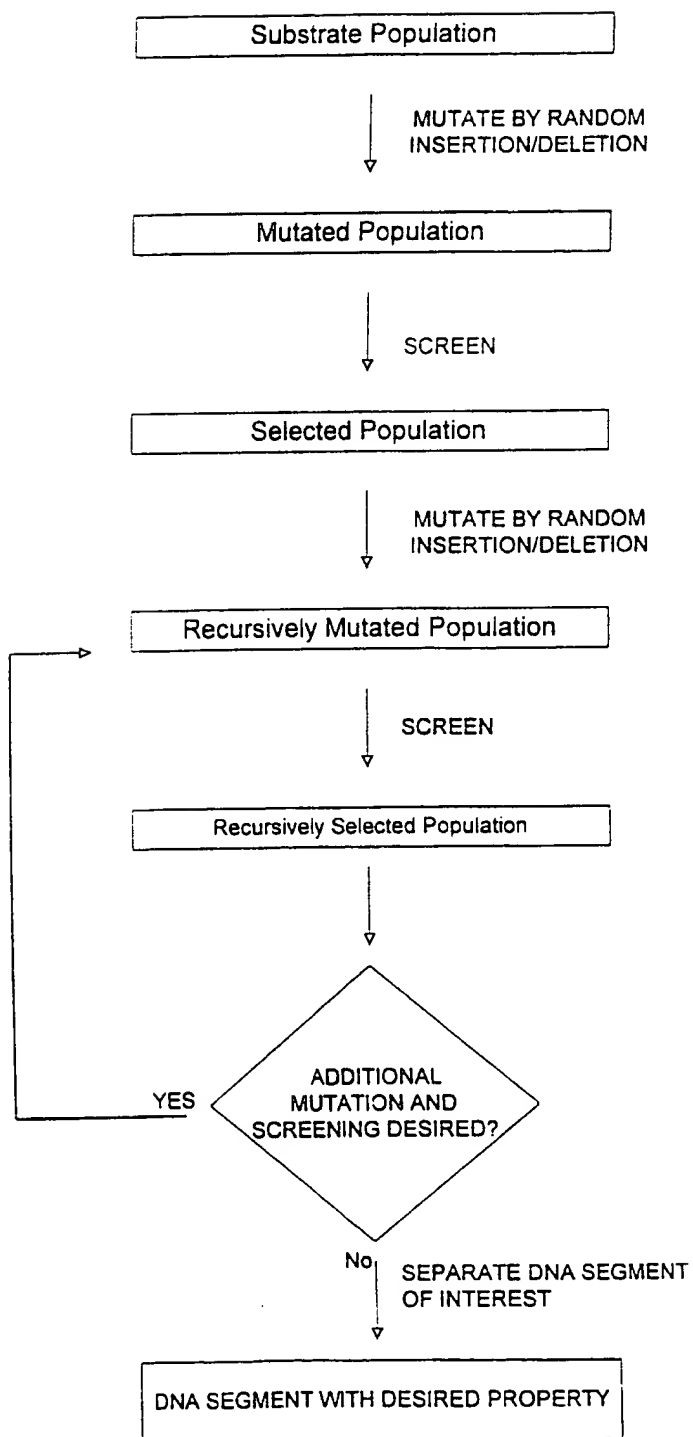 Substrate Population
MUTATE BY RANDOM
INSERTION/DELETION
Mutated Population
SCREEN
Selected Population
MUTATE BY RANDOM
INSERTION/DELETION
Recursively Mutated Population
SCREEN
Recursively Selected Population
ADDITIONAL
MUTATION AND
SCREENING DESIRED?
YES
No
SEPARATE DNA SEGMENT
OF INTEREST
DNA SEGMENT WITH DESIRED PROPERTY